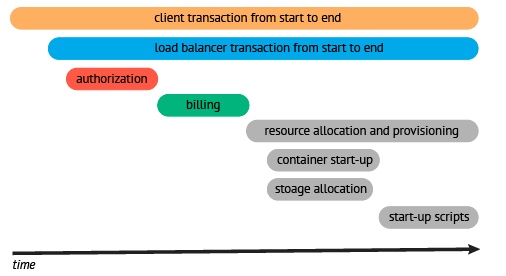 client transaction from start to end
load balancer transaction from start to end
authorization
billing
resource allocation and provisioning
container start-up
stoage allocation
start-up scripts
time